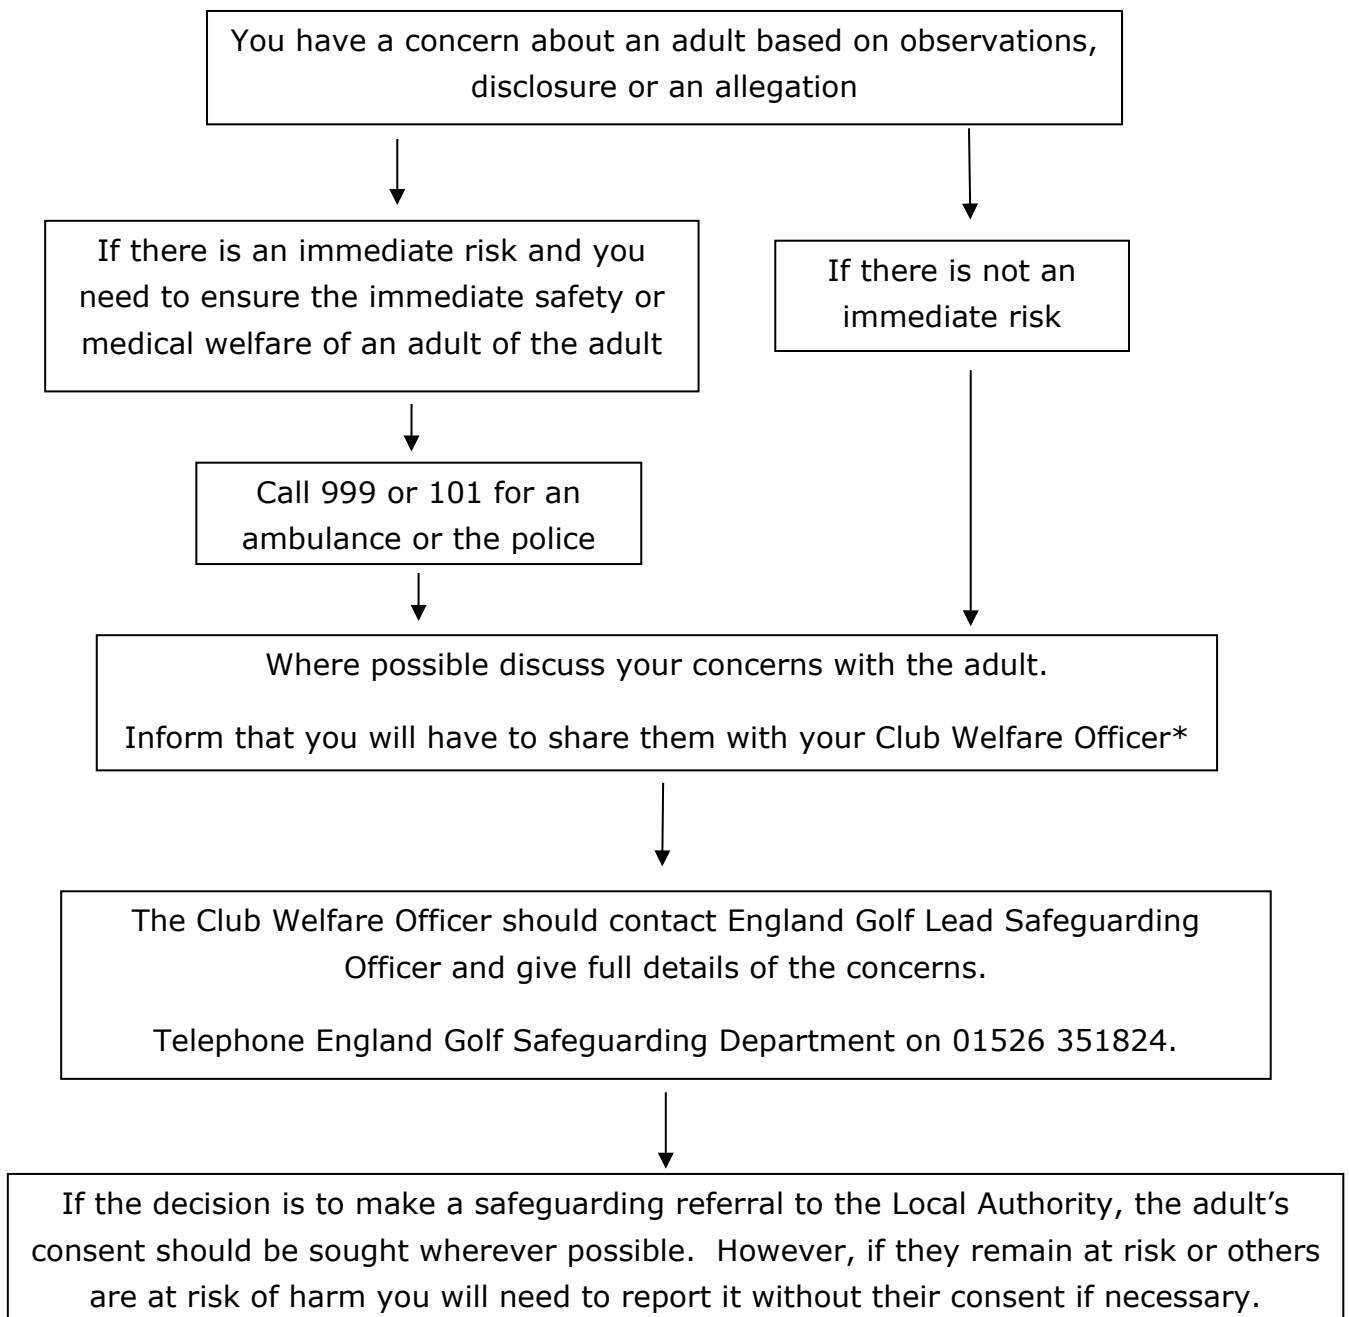 You have a concern about an adult based on observations,
disclosure or an allegation
If there is an immediate risk and you
need to ensure the immediate safety or
medical welfare of an adult of the adult
If there is not an
immediate risk
Call 999 or 101 for an
ambulance or the police
Where possible discuss your concerns with the adult.
Inform that you will have to share them with your Club Welfare Officer*
The Club Welfare Officer should contact England Golf Lead Safeguarding
Officer and give full details of the concerns.
Telephone England Golf Safeguarding Department on 01526 351824.
If the decision is to make a safeguarding referral to the Local Authority, the adult’s
consent should be sought wherever possible.  However, if they remain at risk or others
are at risk of harm you will need to report it without their consent if necessary.